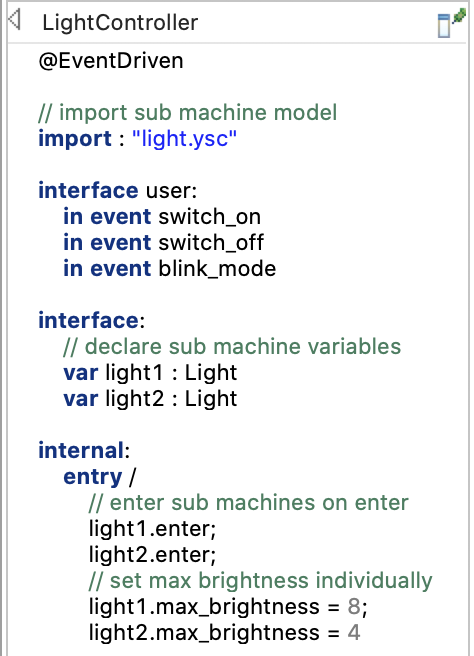 LightController
@EventDriven
// import sub machine model
import : "light.ysc"
interface user:
in event switch_on
in event switch_off
in event blink_mode
interface:
// declare sub machine variables
var light1 : Light
var light2 : Light
internal:
entry /
// enter sub machines on enter
light1.enter;
light2.enter;
// set max brightness individually
light1.max_brightness = 8;
light2.max_brightness = 4